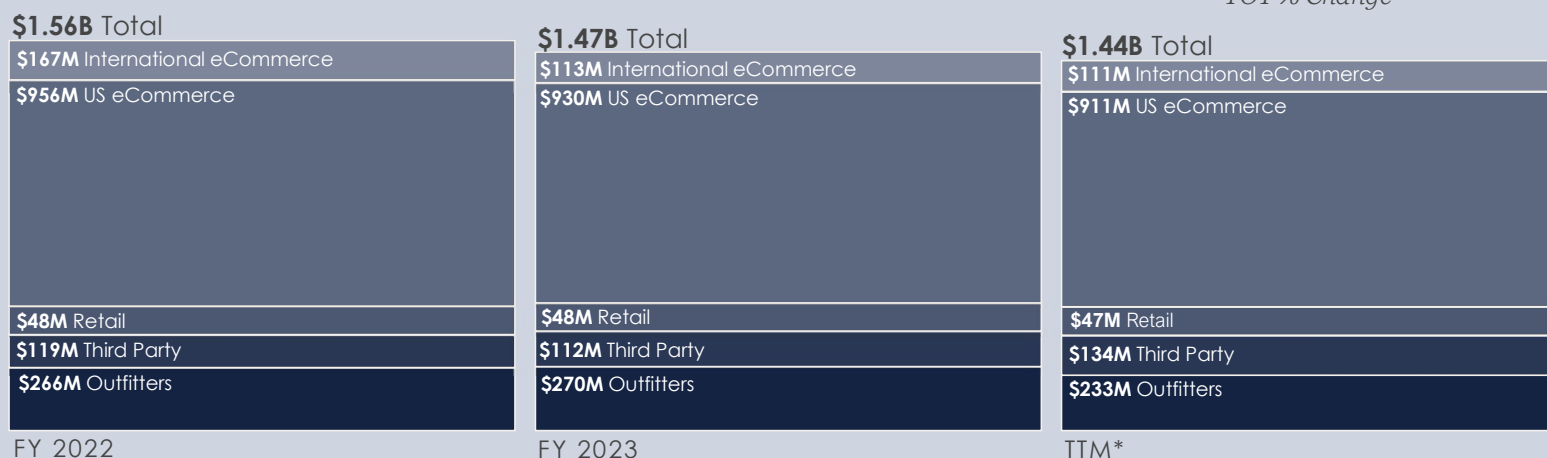 $1.56B Total
$167M International eCommerce
$956M US eCommerce
$48M Retail
$119M Third Party
$266M Outfitters
FY 2022
$1.47B Total
$113M International eCommerce
$930M US eCommerce
$48M Retail
$112M Third Party
$270M Outfitters
FY 2023
% Change
$1.44B Total
$111M International eCommerce
$911M US eCommerce
$47M Retail
$134M Third Party
$233M Outfitters
TTM*